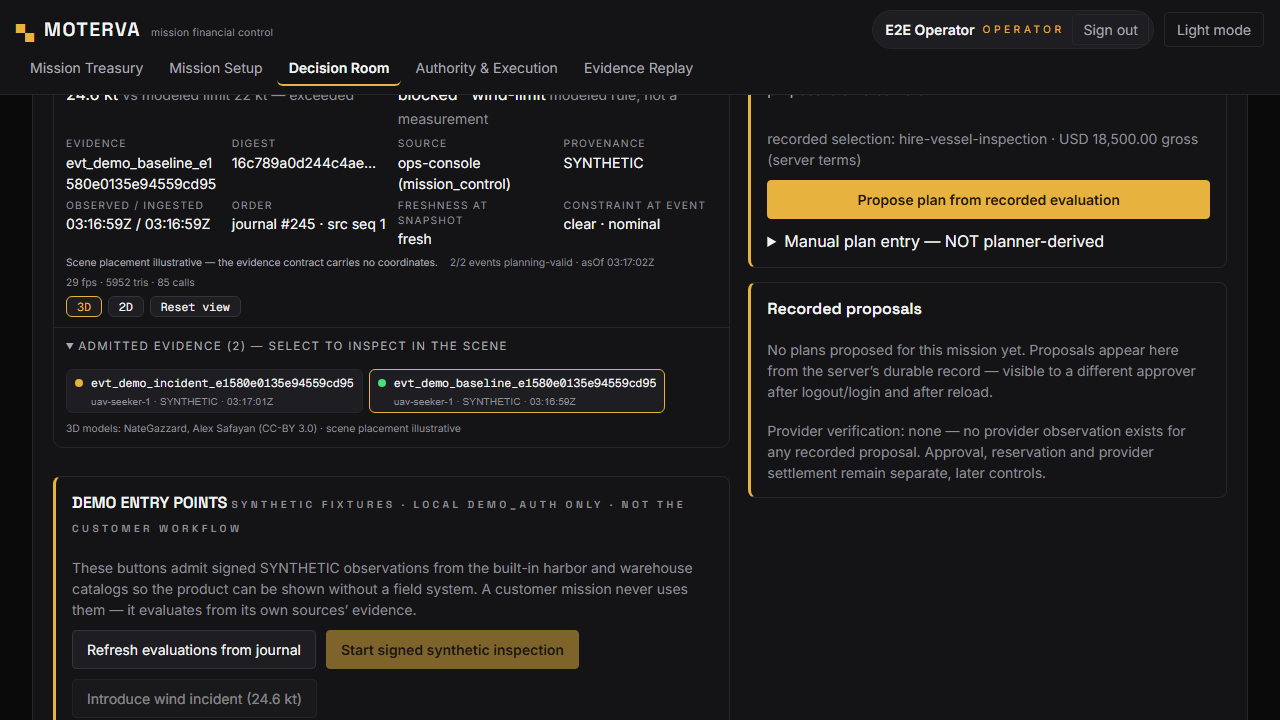 MOTERVA mission financial control
E2E Operator OPERATOR Sign out Light mode
Mission Treasury Mission Setup Decision Room Authority & Execution Evidence Replay
24.6 kt vs modeled limit 22 kt — exceeded
blocked · wind-limit modeled rule, not a
measurement
EVIDENCE DIGEST SOURCE PROVENANCE
evt_demo_baseline_e1 16c789a0d244c4ae… ops-console SYNTHETIC
580e0135e94559cd95 (mission_control)
OBSERVED / INGESTED ORDER FRESHNESS AT CONSTRAINT AT EVENT
SNAPSHOT
03:16:59Z / 03:16:59Z journal #245 · src seq 1 fresh clear · nominal
Scene placement illustrative — the evidence contract carries no coordinates. 2/2 events planning-valid · asOf 03:17:02Z
29 fps · 5952 tris · 85 calls
3D 2D Reset view
▼ ADMITTED EVIDENCE (2) — SELECT TO INSPECT IN THE SCENE
evt_demo_incident_e1580e0135e94559cd95 evt_demo_baseline_e1580e0135e94559cd95
uav-seeker-1 · SYNTHETIC · 03:17:01Z uav-seeker-1 · SYNTHETIC · 03:16:59Z
3D models: NateGazzard, Alex Safayan (CC-BY 3.0) · scene placement illustrative
DEMO ENTRY POINTS SYNTHETIC FIXTURES · LOCAL DEMO_AUTH ONLY · NOT THE
CUSTOMER WORKFLOW
These buttons admit signed SYNTHETIC observations from the built-in harbor and warehouse
catalogs so the product can be shown without a field system. A customer mission never uses
them — it evaluates from its own sources’ evidence.
Refresh evaluations from journal Start signed synthetic inspection
Introduce wind incident (24.6 kt)
recorded selection: hire-vessel-inspection · USD 18,500.00 gross
(server terms)
Propose plan from recorded evaluation
▶ Manual plan entry — NOT planner-derived
Recorded proposals
No plans proposed for this mission yet. Proposals appear here
from the server’s durable record — visible to a different approver
after logout/login and after reload.
Provider verification: none — no provider observation exists for
any recorded proposal. Approval, reservation and provider
settlement remain separate, later controls.